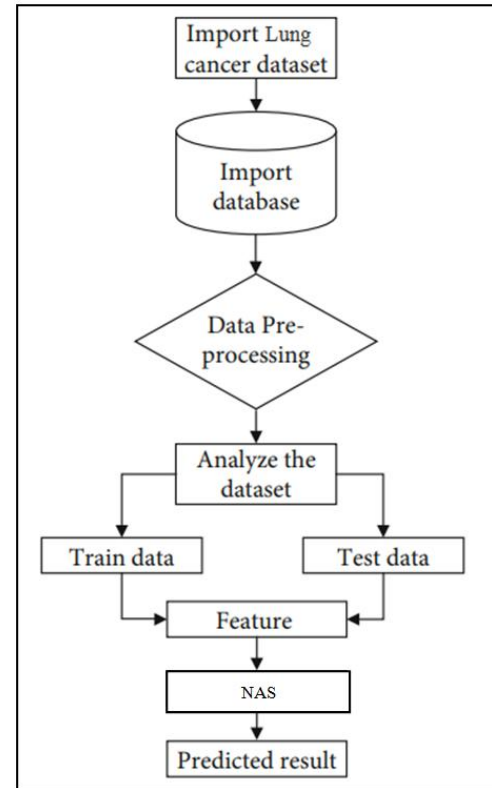 Import Lung
cancer dataset
Import
database
Data Pre-
processing
Analyze the
dataset
Train data
Test data
Feature
NAS
Predicted result